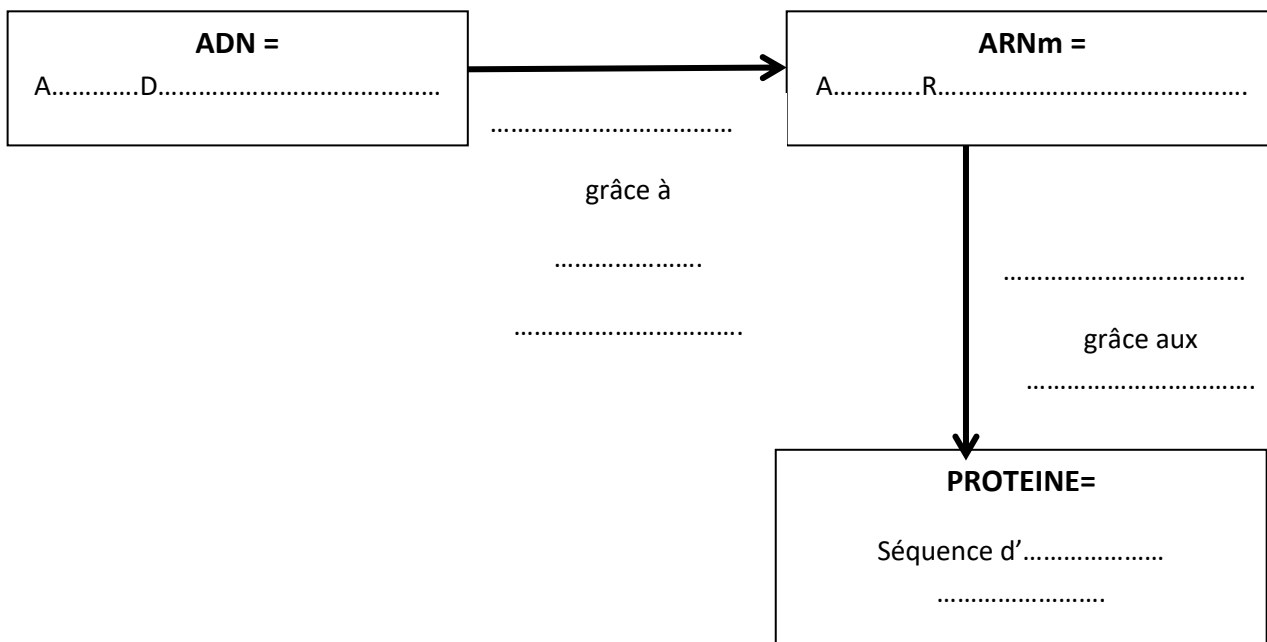 ADN =
A………….D……………………………………
ARNm =
A………….R……………………………………….
………………………………
grâce à
………………….
…………………………….
………………………………
grâce aux
…………………………….
PROTEINE=
Séquence d’…………………
…………………….